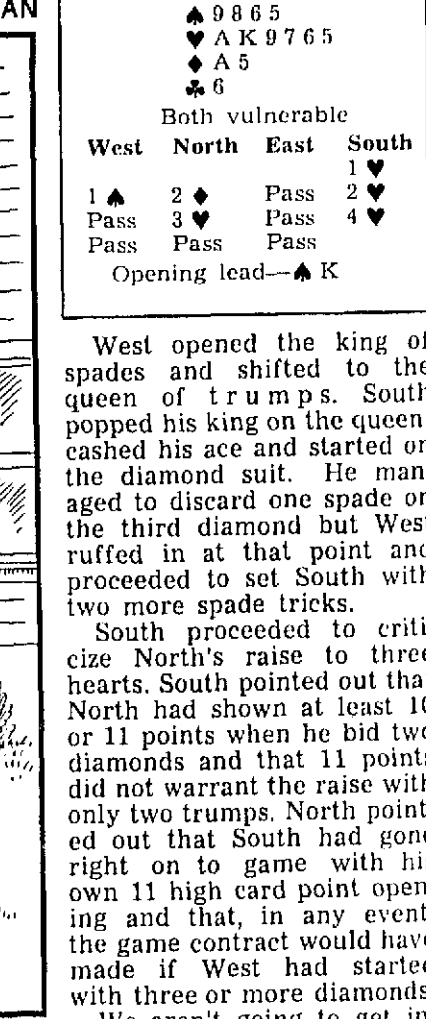 AN
♠ 9 8 6 5
♥ A K 9 7 6 5
♦ A 5
♣ 6
Both vulnerable
West North East South
1 ♥
1 ♠ 2 ♦ Pass 2 ♥
Pass 3 ♥ Pass 4 ♥
Pass Pass Pass
Opening lead—♠ K
West opened the king of
spades and shifted to the
queen of trumps. South
popped his king on the queen
cashed his ace and started on
the diamond suit. He man
aged to discard one spade on
the third diamond but West
ruffed in at that point and
proceeded to set South with
two more spade tricks.
South proceeded to criti
cize North's raise to three
hearts. South pointed out tha
North had shown at least 10
or 11 points when he bid two
diamonds and that 11 points
did not warrant the raise with
only two trumps. North point
ed out that South had gone
right on to game with hi
own 11 high card point open
ing and that, in any event
the game contract would have
made if West had started
with three or more diamonds
We aren't going to get in